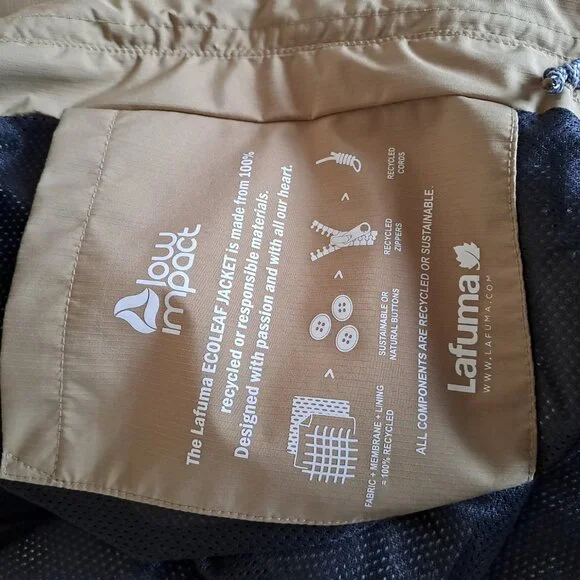 low
impact
The Lafuma ECOLEAF JACKET is made from 100%
recycled or responsible materials.
Designed with passion and with all our heart.
FABRIC + MEMBRANE + LINING
= 100% RECYCLED
>
SUSTAINABLE OR
NATURAL BUTTONS
>
RECYCLED
ZIPPERS
>
RECYCLED
CORDS
ALL COMPONENTS ARE RECYCLED OR SUSTAINABLE.
Lafuma
WWW.LAFUMA.COM